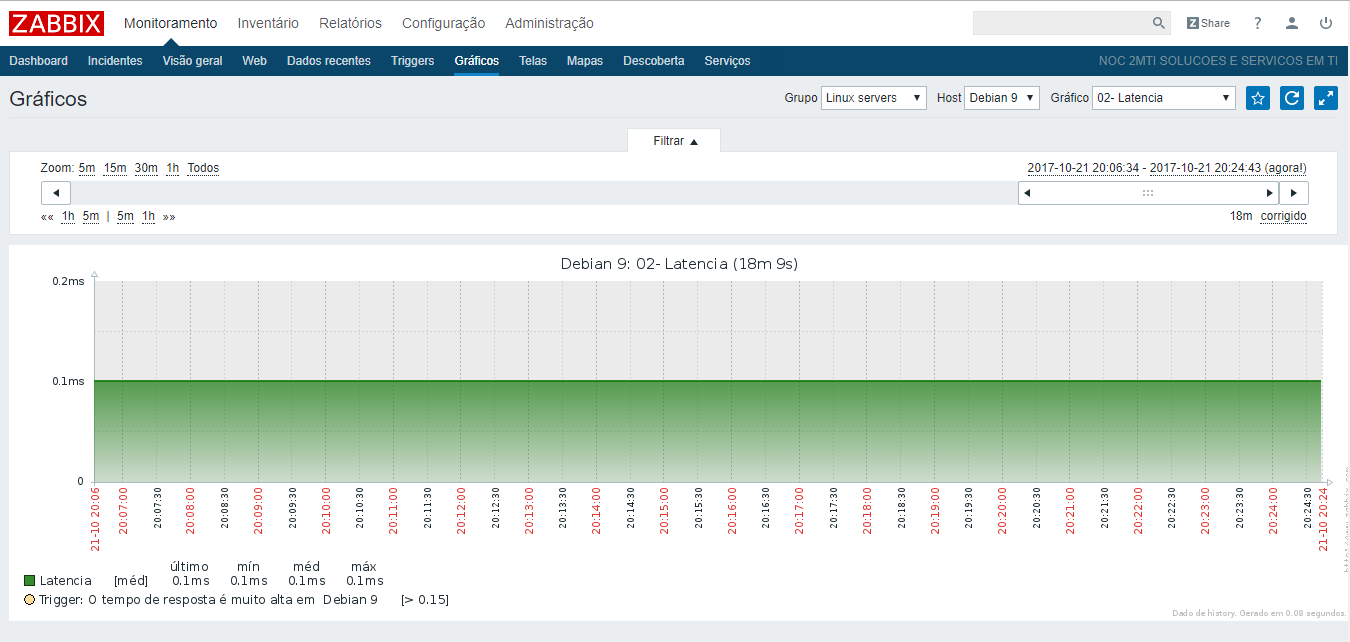 ZABBIX Monitoramento Inventário Relatórios Configuração Administração Z Share ?
Dashboard Incidentes Visão geral Web Dados recentes Triggers Gráficos Telas Mapas Descoberta Serviços NOC 2MTI SOLUCOES E SERVICOS EM TI
Gráficos Grupo Linux servers Host Debian 9 Gráfico 02- Latencia
Filtrar
Zoom: 5m 15m 30m 1h Todos 2017-10-21 20:06:34 - 2017-10-21 20:24:43 (agora!)
«« 1h 5m | 5m 1h »» 18m corrigido
Debian 9: 02- Latencia (18m 9s)
0.2ms
0.1ms
0
21-10 20:06 20:07:00 20:07:30 20:08:00 20:08:30 20:09:00 20:09:30 20:10:00 20:10:30 20:11:00 20:11:30 20:12:00 20:12:30 20:13:00 20:13:30 20:14:00 20:14:30 20:15:00 20:15:30 20:16:00 20:16:30 20:17:00 20:17:30 20:18:00 20:18:30 20:19:00 20:19:30 20:20:00 20:20:30 20:21:00 20:21:30 20:22:00 20:22:30 20:23:00 20:23:30 20:24:00 20:24:30 21-10 20:24
último mín méd máx
Latencia [méd] 0.1ms 0.1ms 0.1ms 0.1ms
Trigger: O tempo de resposta é muito alta em Debian 9 [> 0.15]
Dado de history. Gerado em 0.08 segundos.